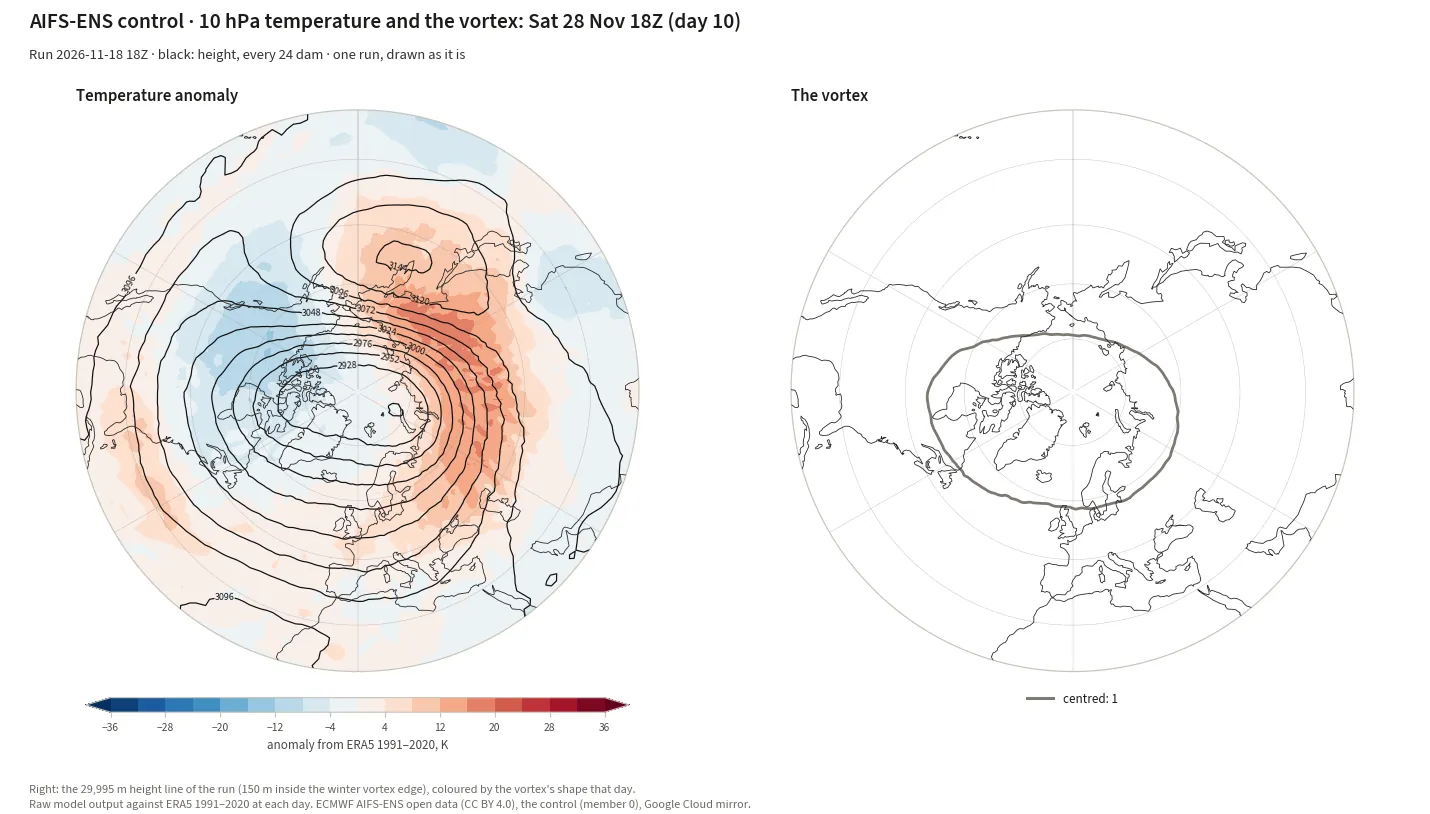 AIFS-ENS control · 10 hPa temperature and the vortex: Sat 28 Nov 18Z (day 10)
Run 2026-11-18 18Z · black: height, every 24 dam · one run, drawn as it is
Temperature anomaly
The vortex
3096
3120
3096
3072
3048
3024
3000
2976
2952
2928
3096
−36 −28 −20 −12 −4 4 12 20 28 36
anomaly from ERA5 1991–2020, K
centred: 1
Right: the 29,995 m height line of the run (150 m inside the winter vortex edge), coloured by the vortex's shape that day.
Raw model output against ERA5 1991–2020 at each day. ECMWF AIFS-ENS open data (CC BY 4.0), the control (member 0), Google Cloud mirror.